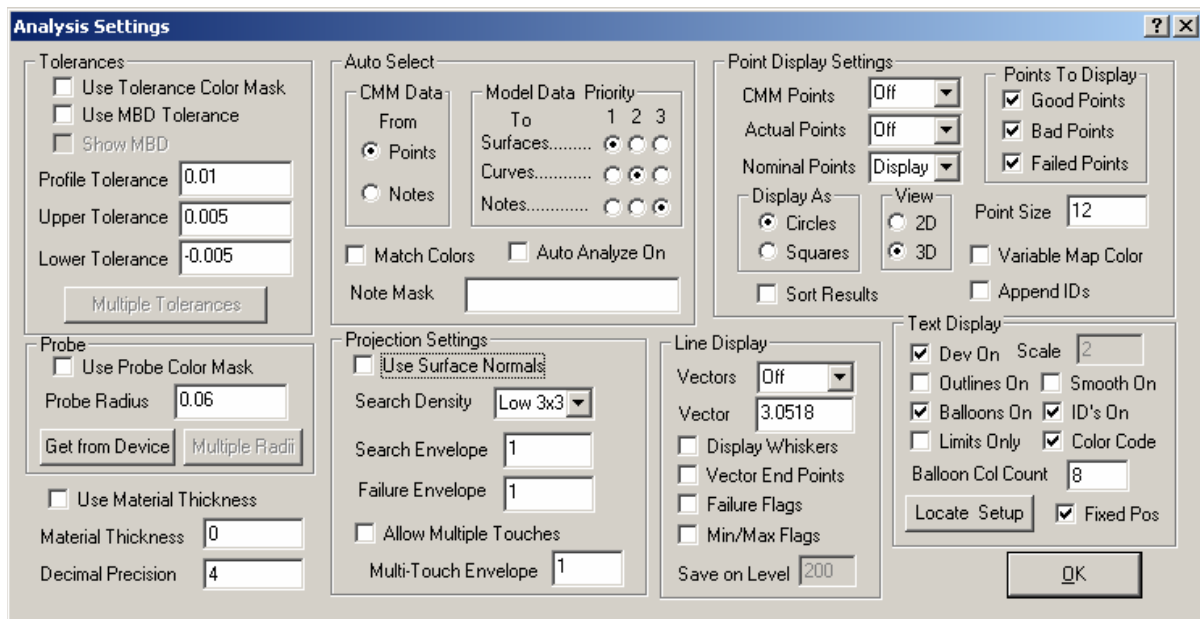 Analysis Settings
Tolerances
Use Tolerance Color Mask
Use MBD Tolerance
Show MBD
Profile Tolerance 0.01
Upper Tolerance 0.005
Lower Tolerance -0.005
Multiple Tolerances
Probe
Use Probe Color Mask
Probe Radius 0.06
Get from Device Multiple Radii
Use Material Thickness
Material Thickness 0
Decimal Precision 4
Auto Select
CMM Data
From
Points
Notes
Model Data Priority
To 1 2 3
Surfaces.........
Curves............
Notes.............
Match Colors Auto Analyze On
Note Mask
Projection Settings
Use Surface Normals
Search Density Low 3x3
Search Envelope 1
Failure Envelope 1
Allow Multiple Touches
Multi-Touch Envelope 1
Point Display Settings
CMM Points Off
Actual Points Off
Nominal Points Display
Points To Display
Good Points
Bad Points
Failed Points
Display As
Circles
Squares
View
2D
3D
Point Size 12
Variable Map Color
Sort Results
Append IDs
Line Display
Vectors Off
Vector 3.0518
Display Whiskers
Vector End Points
Failure Flags
Min/Max Flags
Save on Level 200
Text Display
Dev On Scale 2
Outlines On Smooth On
Balloons On ID's On
Limits Only Color Code
Balloon Col Count 8
Locate Setup Fixed Pos
OK